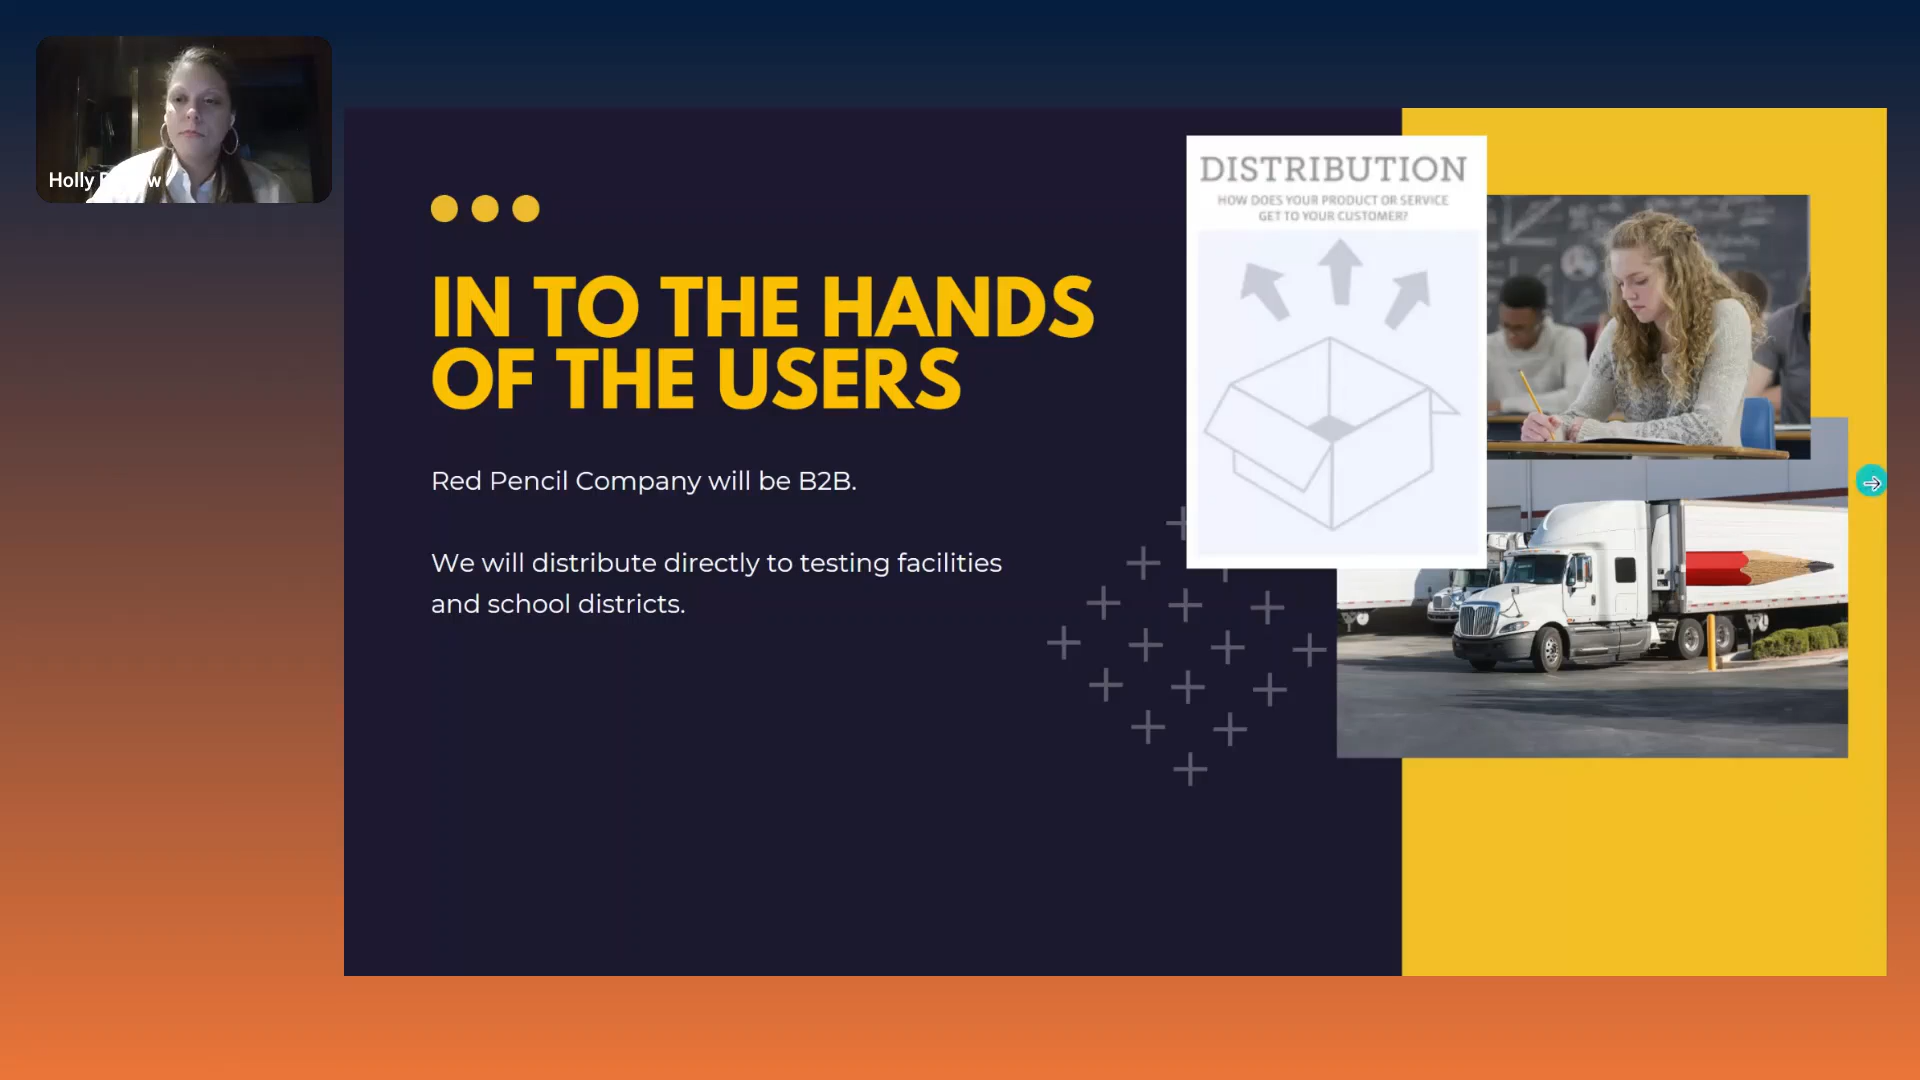 Holly
IN TO THE HANDS
OF THE USERS
Red Pencil Company will be B2B.
We will distribute directly to testing facilities
and school districts.
DISTRIBUTION
HOW DOES YOUR PRODUCT OR SERVICE
GET TO YOUR CUSTOMER?